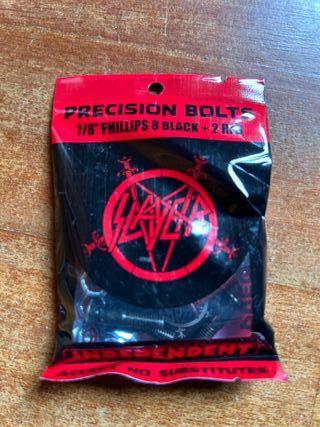 PRECISION BOLTS
7/8" PHILLIPS 8 BLACK + 2 RED
SLAYER
INDEPENDENT
ACCEPT NO SUBSTITUTES